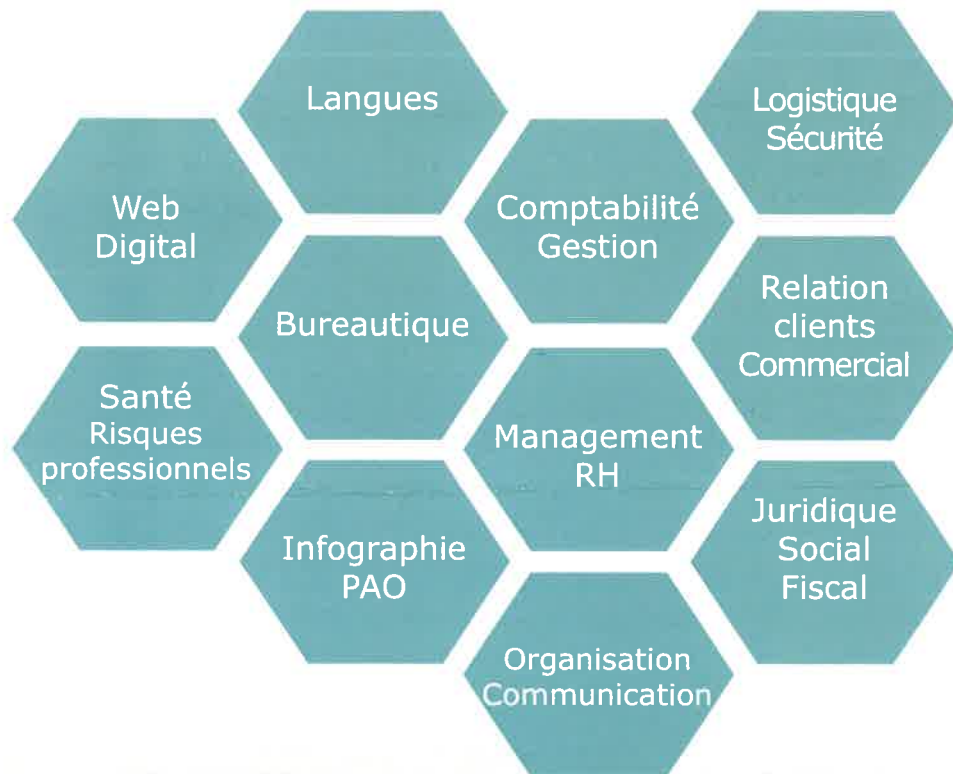 Langues
Logistique
Sécurité
Web
Digital
Comptabilité
Gestion
Bureautique
Relation
clients
Commercial
Santé
Risques
professionnels
Management
RH
Infographie
PAO
Juridique
Social
Fiscal
Organisation
Communication